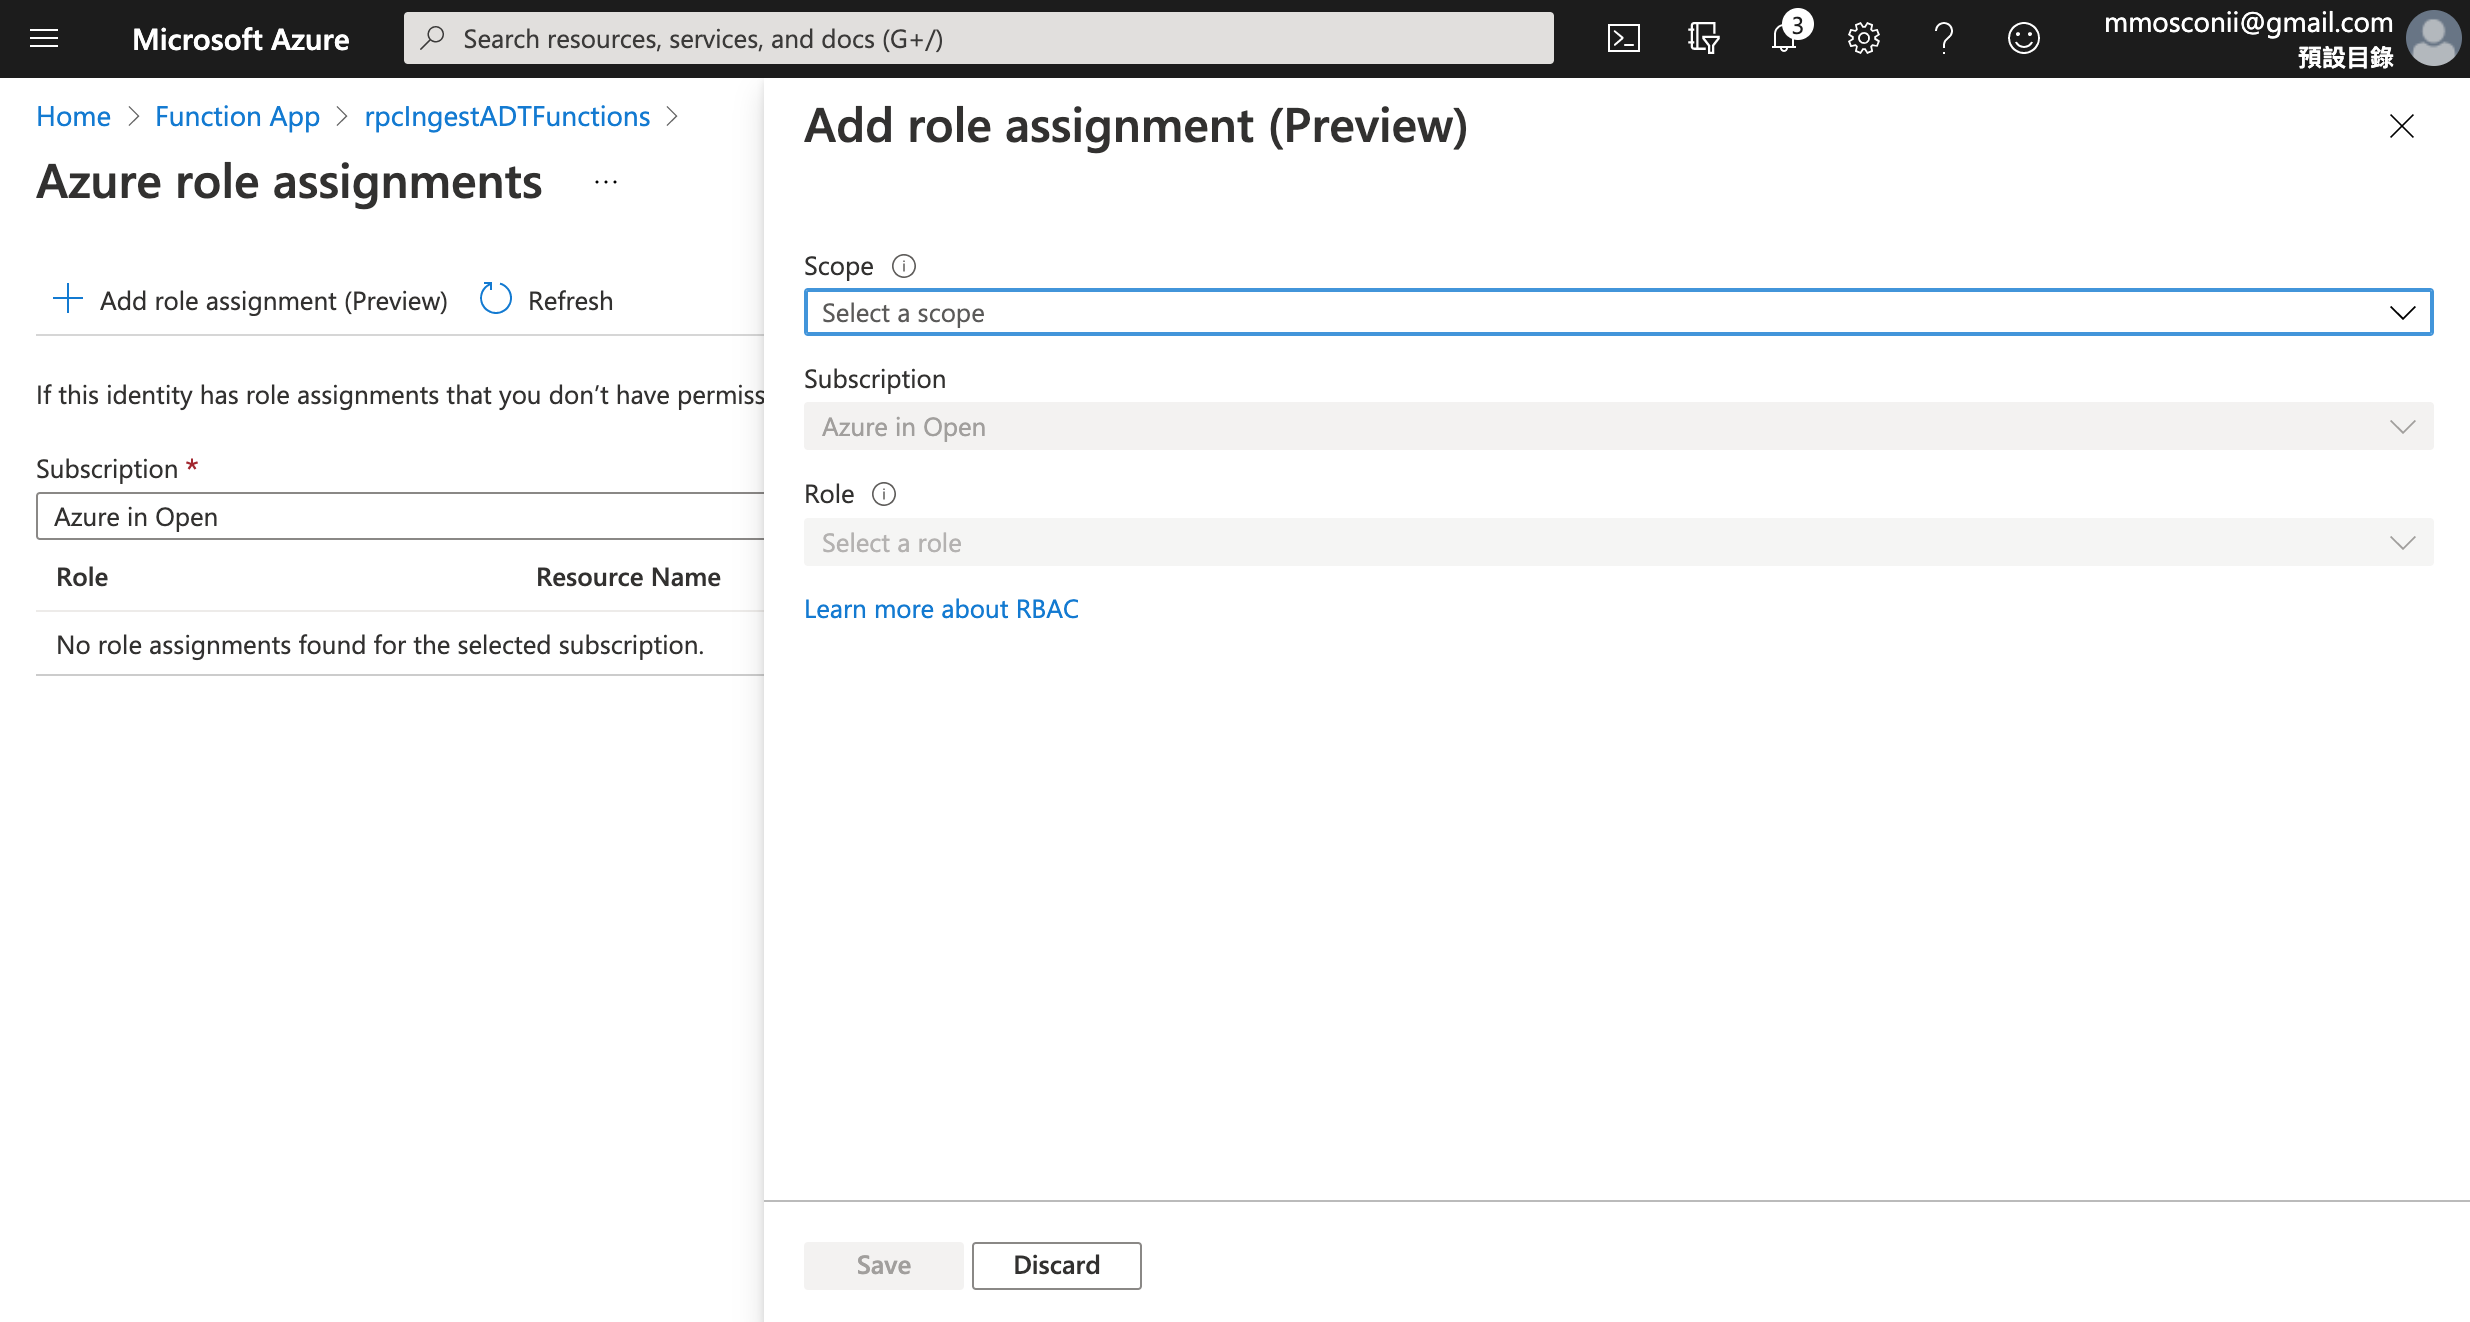 Microsoft Azure
Search resources, services, and docs (G+/)
3
mmosconii@gmail.com
預設目錄
Home > Function App > rpcIngestADTFunctions >
Azure role assignments ...
Add role assignment (Preview) Refresh
If this identity has role assignments that you don’t have permiss
Subscription *
Azure in Open
Role Resource Name
No role assignments found for the selected subscription.
Add role assignment (Preview)
Scope
Select a scope
Subscription
Azure in Open
Role
Select a role
Learn more about RBAC
Save Discard